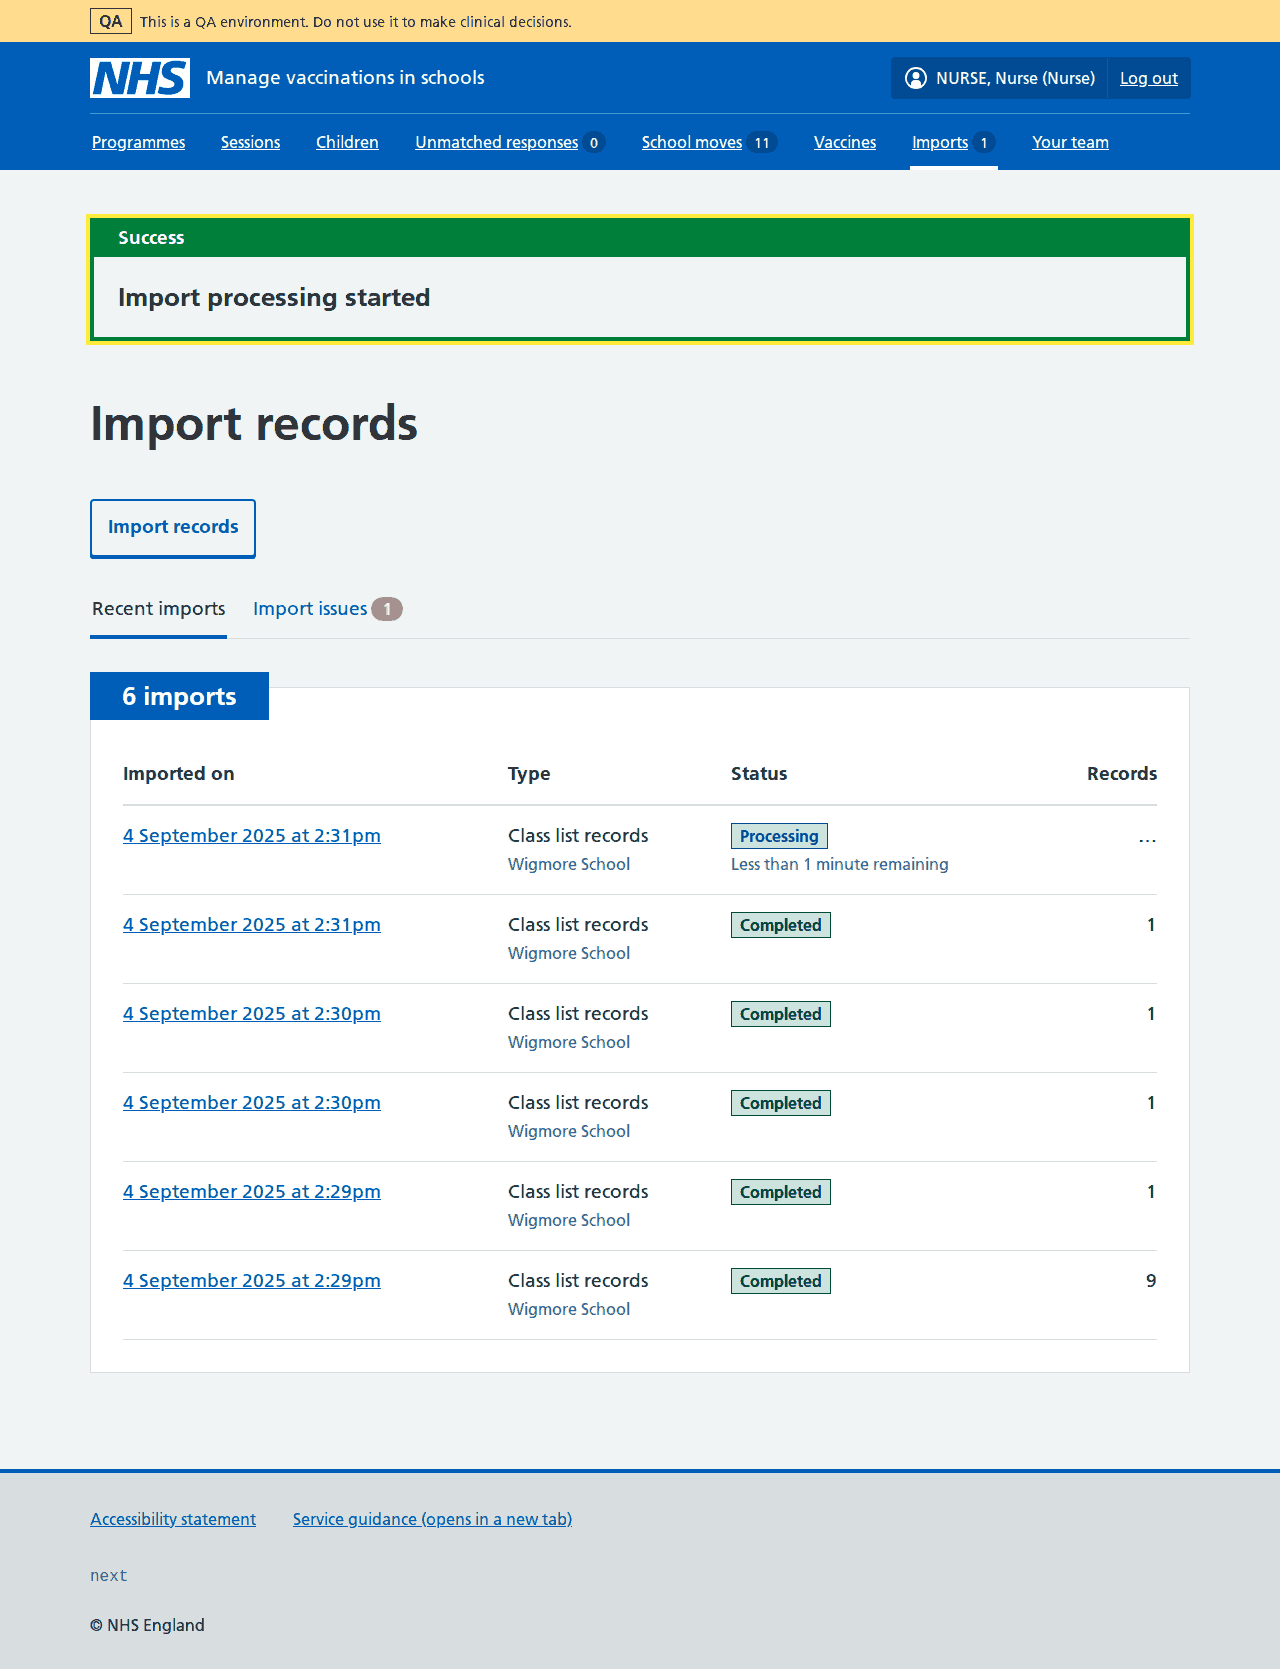 QA This is a QA environment. Do not use it to make clinical decisions.
NHS Manage vaccinations in schools NURSE, Nurse (Nurse) Log out
Programmes Sessions Children Unmatched responses 0 School moves 11 Vaccines Imports 1 Your team
Success
Import processing started
Import records
Import records
Recent imports Import issues 1
6 imports
Imported on Type Status Records
4 September 2025 at 2:31pm Class list records Processing ...
Wigmore School Less than 1 minute remaining
4 September 2025 at 2:31pm Class list records Completed 1
Wigmore School
4 September 2025 at 2:30pm Class list records Completed 1
Wigmore School
4 September 2025 at 2:30pm Class list records Completed 1
Wigmore School
4 September 2025 at 2:29pm Class list records Completed 1
Wigmore School
4 September 2025 at 2:29pm Class list records Completed 9
Wigmore School
Accessibility statement Service guidance (opens in a new tab)
next
© NHS England